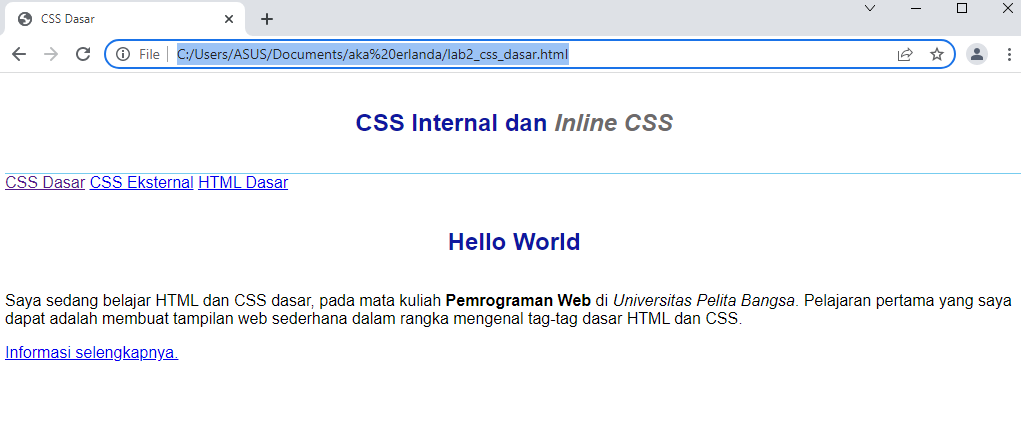 CSS Dasar
File
C:/Users/ASUS/Documents/aka%20erlanda/lab2_css_dasar.html
CSS Internal dan Inline CSS
CSS Dasar CSS Eksternal HTML Dasar
Hello World
Saya sedang belajar HTML dan CSS dasar, pada mata kuliah Pemrograman Web di Universitas Pelita Bangsa. Pelajaran pertama yang saya
dapat adalah membuat tampilan web sederhana dalam rangka mengenal tag-tag dasar HTML dan CSS.
Informasi selengkapnya.